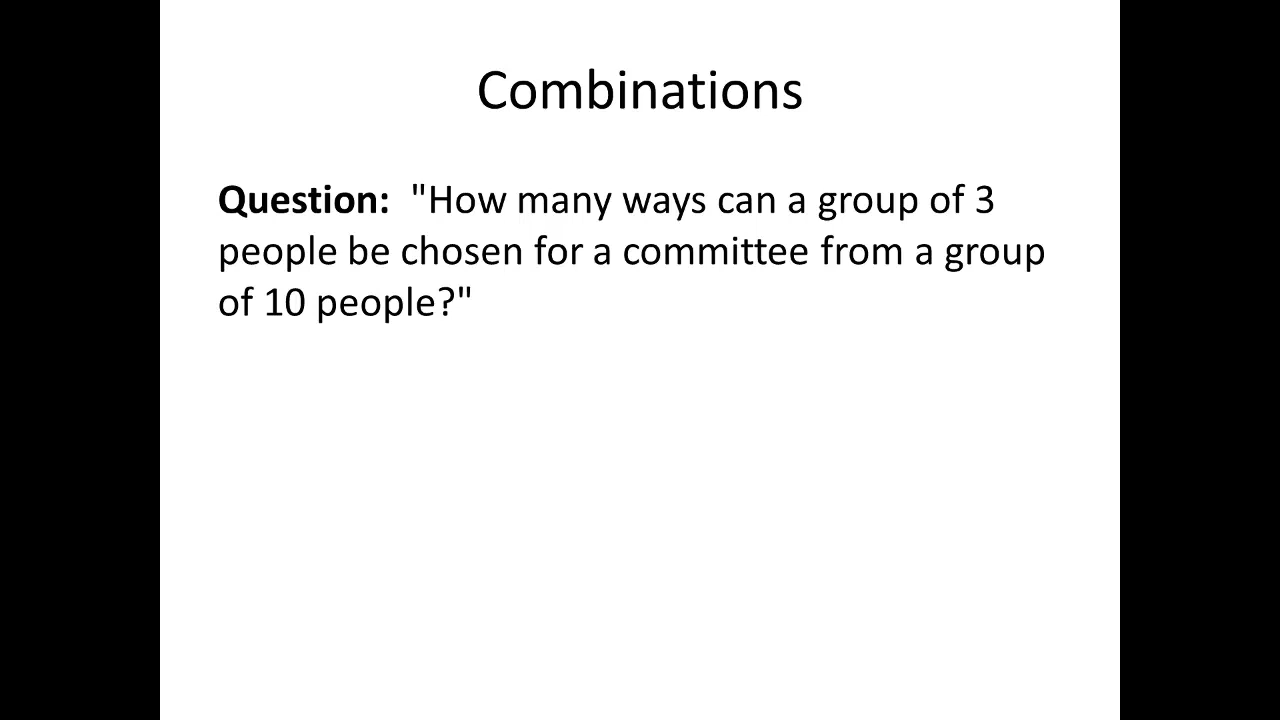 Combinations
Question: "How many ways can a group of 3
people be chosen for a committee from a group
of 10 people?"